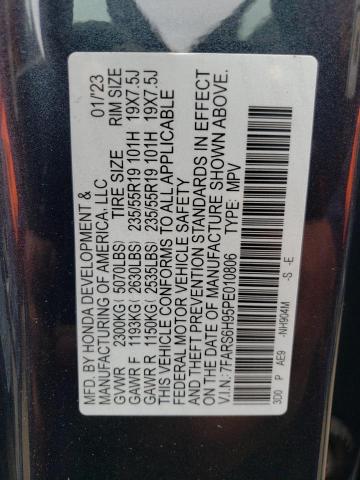 MFD. BY HONDA DEVELOPMENT &
MANUFACTURING OF AMERICA, LLC 01/'23
GVWR 2300KG( 5070LBS) TIRE SIZE RIM SIZE
GAWR F 1193KG( 2630LBS) 235/55R19 101H 19X7.5J
GAWR R 1150KG( 2535LBS) 235/55R19 101H 19X7.5J
THIS VEHICLE CONFORMS TO ALL APPLICABLE
FEDERAL MOTOR VEHICLE SAFETY AND
THEFT PREVENTION STANDARDS IN EFFECT
ON THE DATE OF MANUFACTURE SHOWN ABOVE.
V.I.N.: 7FARS6H95PE010806 TYPE: MPV
3D0 P AE9 -NH904M -S -E